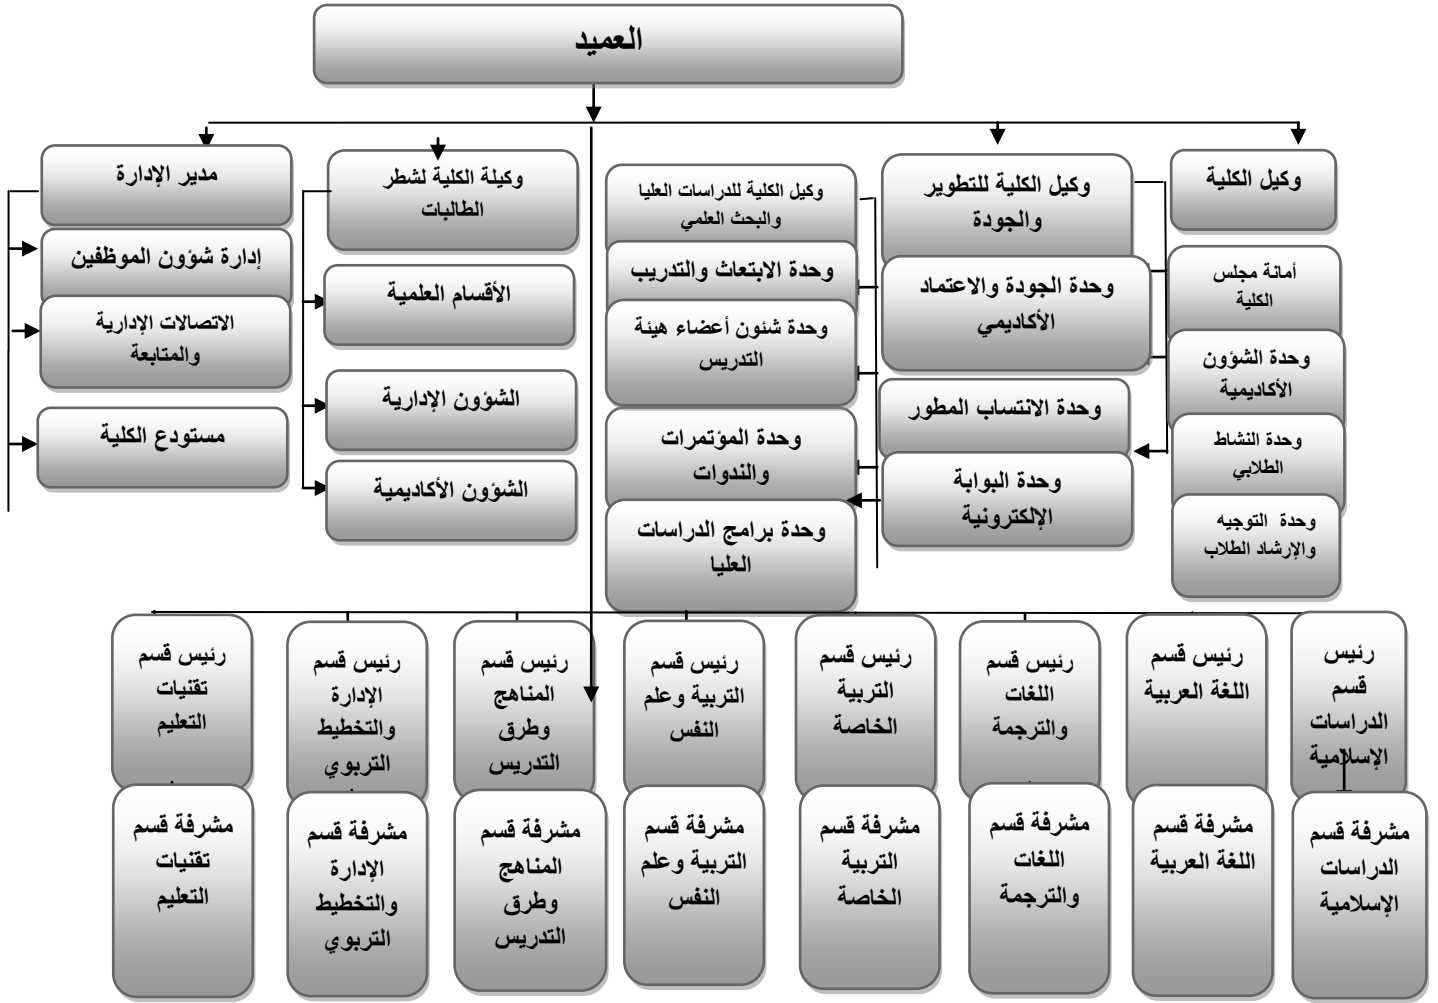 العميد
وكيل الكلية
أمانة مجلس
الكلية
وحدة الشؤون
الأكاديمية
وحدة النشاط
الطلابي
وحدة التوجيه
والإرشاد الطلاب
وكيل الكلية للتطوير
والجودة
وحدة الجودة والاعتماد
الأكاديمي
وحدة الانتساب المطور
وحدة البوابة
الإلكترونية
وكيل الكلية للدراسات العليا
والبحث العلمي
وحدة الابتعاث والتدريب
وحدة شئون أعضاء هيئة
التدريس
وحدة المؤتمرات
والندوات
وحدة برامج الدراسات
العليا
وكيلة الكلية لشطر
الطالبات
الأقسام العلمية
الشؤون الإدارية
الشؤون الأكاديمية
مدير الإدارة
إدارة شؤون الموظفين
الاتصالات الإدارية
والمتابعة
مستودع الكلية
رئيس
قسم
الدراسات
الإسلامية
رئيس قسم
اللغة العربية
رئيس قسم
اللغات
والترجمة
رئيس قسم
التربية
الخاصة
رئيس قسم
التربية وعلم
النفس
رئيس قسم
المناهج
وطرق
التدريس
رئيس قسم
الإدارة
والتخطيط
التربوي
رئيس قسم
تقنيات
التعليم
مشرفة قسم
الدراسات
الإسلامية
مشرفة قسم
اللغة العربية
مشرفة قسم
اللغات
والترجمة
مشرفة قسم
التربية
الخاصة
مشرفة قسم
التربية وعلم
النفس
مشرفة قسم
المناهج
وطرق
التدريس
مشرفة قسم
الإدارة
والتخطيط
التربوي
مشرفة قسم
تقنيات
التعليم